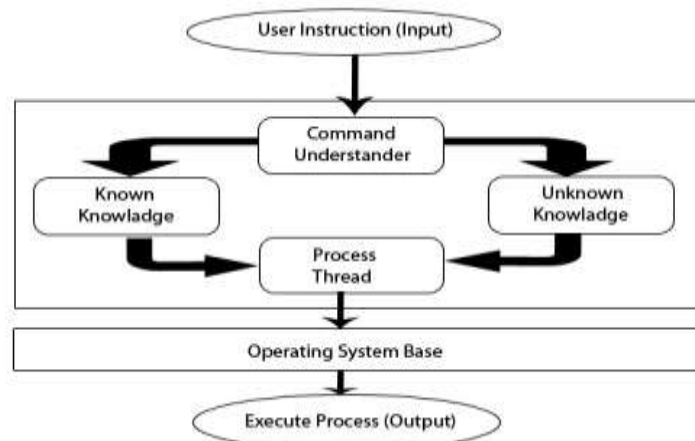 User Instruction (Input)
Command
Understander
Known
Knowladge
Unknown
Knowladge
Process
Thread
Operating System Base
Execute Process (Output)